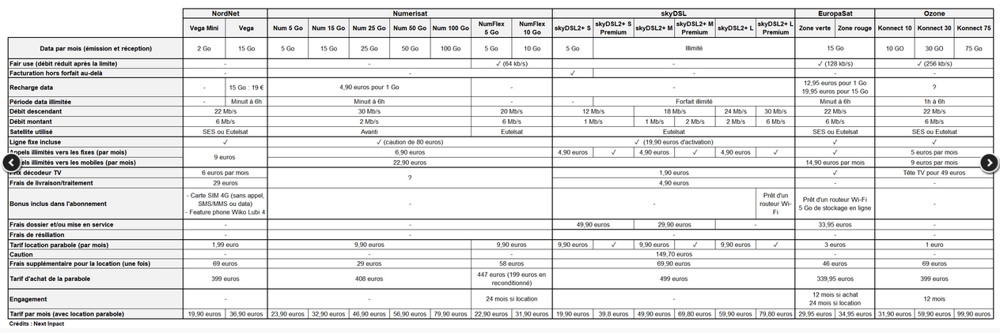 NordNet Numerisat skyDSL EuropaSat Ozone
Vega Mini Vega Num 5 Go Num 15 Go Num 25 Go Num 50 Go Num 100 Go NumFlex 5 Go NumFlex 10 Go skyDSL2+ S skyDSL2+ S Premium skyDSL2+ M skyDSL2+ M Premium skyDSL2+ L skyDSL2+ L Premium Zone verte Zone rouge Konnect 10 Konnect 30 Konnect 75
Data par mois (émission et réception) 2 Go 15 Go 5 Go 15 Go 25 Go 50 Go 100 Go 5 Go 10 Go 5 Go Illimité 15 Go 10 GO 30 GO 75 Go
Fair use (débit réduit après la limite) - - ✓ (64 kb/s) - ✓ (128 kb/s) ✓ (256 kb/s)
Facturation hors forfait au-delà - - ✓ - - -
Recharge data - 15 Go : 19 € 4,90 euros pour 1 Go - - 12,95 euros pour 1 Go ?
19,95 euros pour 15 Go
Période data illimitée - Minuit à 6h Minuit à 6h - - Forfait illimité Minuit à 6h 1h à 6h
Débit descendant 22 Mb/s 30 Mb/s 20 Mb/s 12 Mb/s 18 Mb/s 24 Mb/s 30 Mb/s 22 Mb/s 22 Mb/s
Débit montant 6 Mb/s 2 Mb/s 6 Mb/s 1 Mb/s 1 Mb/s 2 Mb/s 2 Mb/s 6 Mb/s 6 Mb/s 6 Mb/s
Satellite utilisé SES ou Eutelsat Avanti Eutelsat Eutelsat SES ou Eutelsat SES ou Eutelsat
Ligne fixe incluse ✓ ✓ (caution de 80 euros) ✓ (19,90 euros d'activation) ✓ ✓
illimités vers les fixes (par mois) 9 euros 6,90 euros 4,90 euros ✓ 4,90 euros ✓ 4,90 euros ✓ ✓ 5 euros par mois
illimités vers les mobiles (par mois) 22,90 euros - 14,90 euros par mois 9 euros par mois
décodeur TV 6 euros par mois ? 1,90 euros ✓ Tête TV pour 49 euros
Frais de livraison/traitement 29 euros 4,90 euros - -
Bonus inclus dans l'abonnement - Carte SIM 4G (sans appel, SMS/MMS ou data) - - Prêt d'un routeur Wi-Fi Prêt d'un routeur Wi-Fi -
- Feature phone Wiko Lubi 4 5 Go de stockage en ligne
Frais dossier et/ou mise en service - - 49,90 euros 29,90 euros - 33,95 euros -
Frais de résiliation - - - - -
Tarif location parabole (par mois) 1,99 euro 9,90 euros 9,90 euros 9,90 euros ✓ 9,90 euros ✓ 9,90 euros ✓ 3 euros 1 euro
Caution - - - 149,70 euros - -
Frais supplémentaire pour la location (une fois) 69 euros 29 euros 58 euros 69,90 euros 46 euros 69 euros
Tarif d'achat de la parabole 399 euros 408 euros 447 euros (199 euros en reconditionné) 499 euros 339,95 euros 399 euros
Engagement - - 24 mois si location - 12 mois si achat 12 mois
24 mois si location
Tarif par mois (avec location parabole) 19,90 euros 36,90 euros 23,90 euros 32,90 euros 46,90 euros 56,90 euros 79,90 euros 22,90 euros 31,90 euros 19,90 euros 39,8 euros 49,90 euros 69,80 euros 59,90 euros 79,80 euros 29,95 euros 34,95 euros 31,90 euros 59,90 euros 99,90 euros
Crédits : Next Inpact